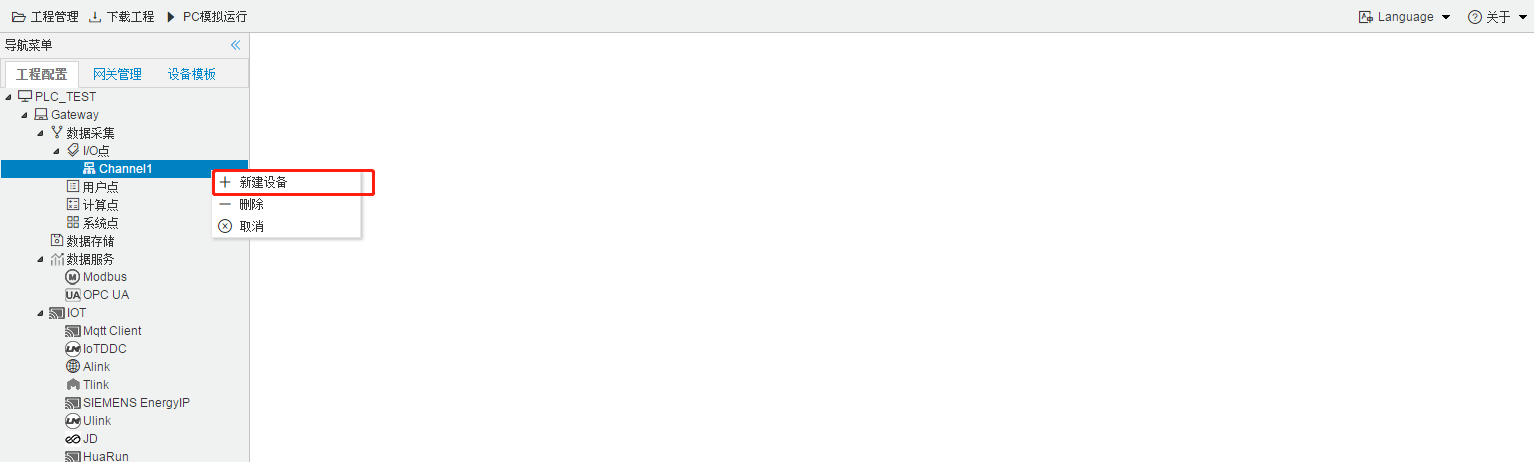 工程管理 下载工程 PC模拟运行 Language 关于
导航菜单
工程配置 网关管理 设备模板
PLC_TEST
Gateway
数据采集
I/O点
Channel1
新建设备
删除
取消
用户点
计算点
系统点
数据存储
数据服务
Modbus
OPC UA
IOT
Mqtt Client
IoTDDC
Alink
Tlink
SIEMENS EnergyIP
Ulink
JD
HuaRun